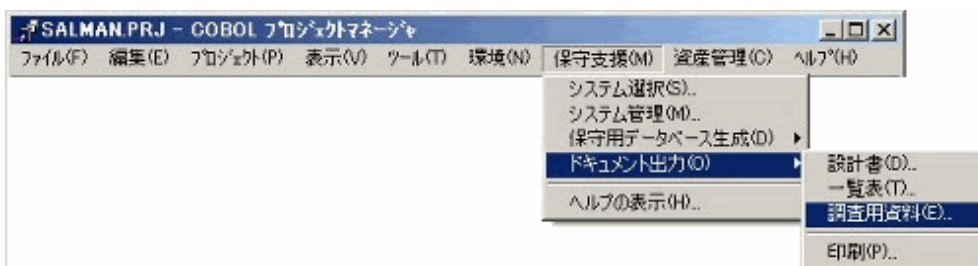 SALMAN.PRJ - COBOL プロジェクトマネージャ
ファイル(F) 編集(E) プロジェクト(P) 表示(V) ツール(T) 環境(N) 保守支援(M) 資産管理(C) ヘルプ(H)
システム選択(S)..
システム管理(M)..
保守用データベース生成(D)
ドキュメント出力(O)
ヘルプの表示(H)..
設計書(D)..
一覧表(T)..
調査用資料(E)..
印刷(P)..